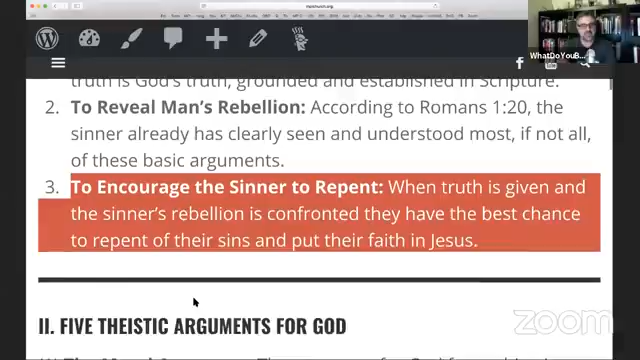 mpvchurch.org
WhatDoYouB...
truth is God's truth, grounded and established in Scripture.
2. To Reveal Man's Rebellion: According to Romans 1:20, the
sinner already has clearly seen and understood most, if not all,
of these basic arguments.
3. To Encourage the Sinner to Repent: When truth is given and
the sinner's rebellion is confronted they have the best chance
to repent of their sins and put their faith in Jesus.
II. FIVE THEISTIC ARGUMENTS FOR GOD
zoom